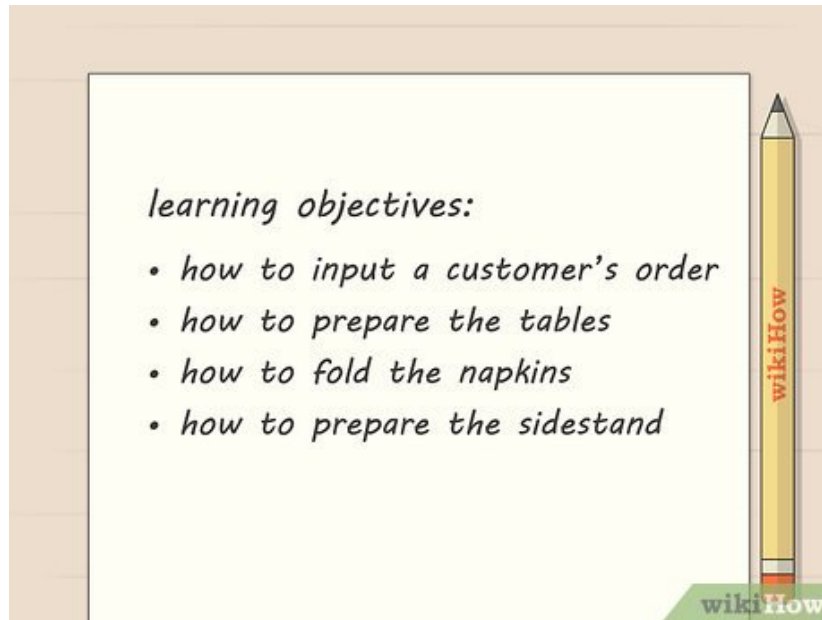 learning objectives:
• how to input a customer's order
• how to prepare the tables
• how to fold the napkins
• how to prepare the sidestand
wikiHow
wikiHow